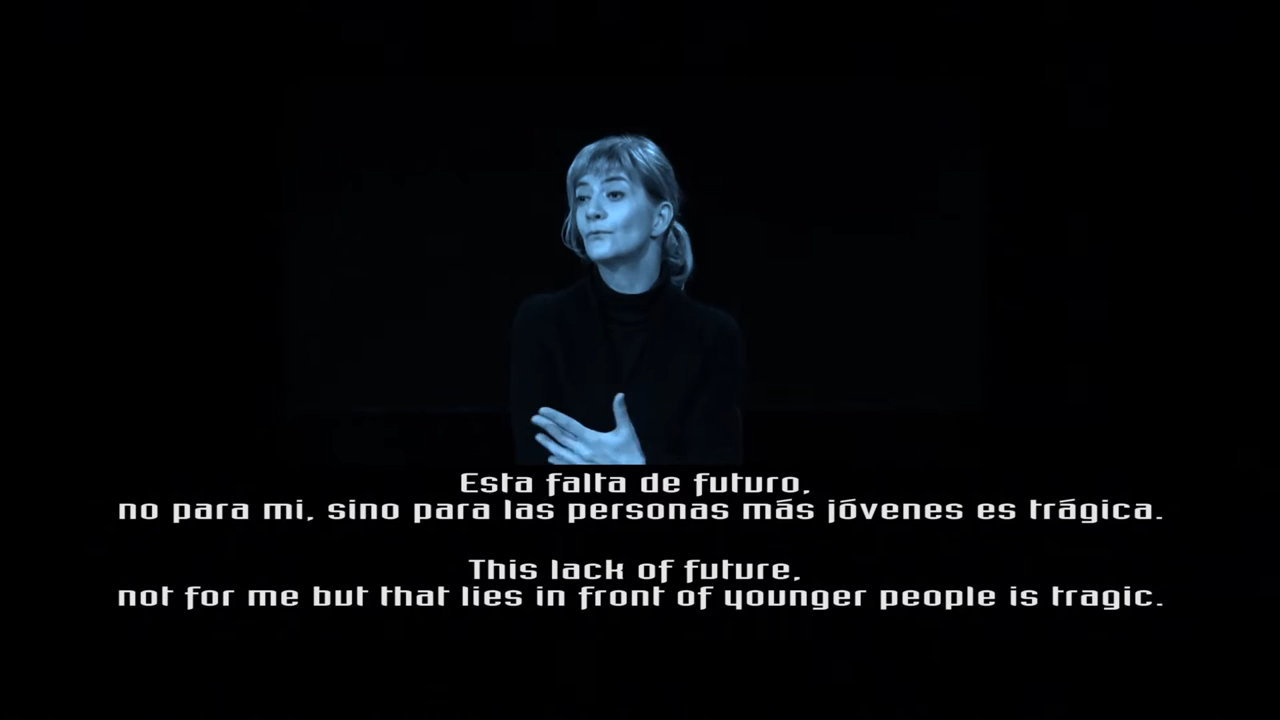 Esta falta de futuro,
no para mi, sino para las personas más jóvenes es trágica.
This lack of future,
not for me but that lies in front of younger people is tragic.